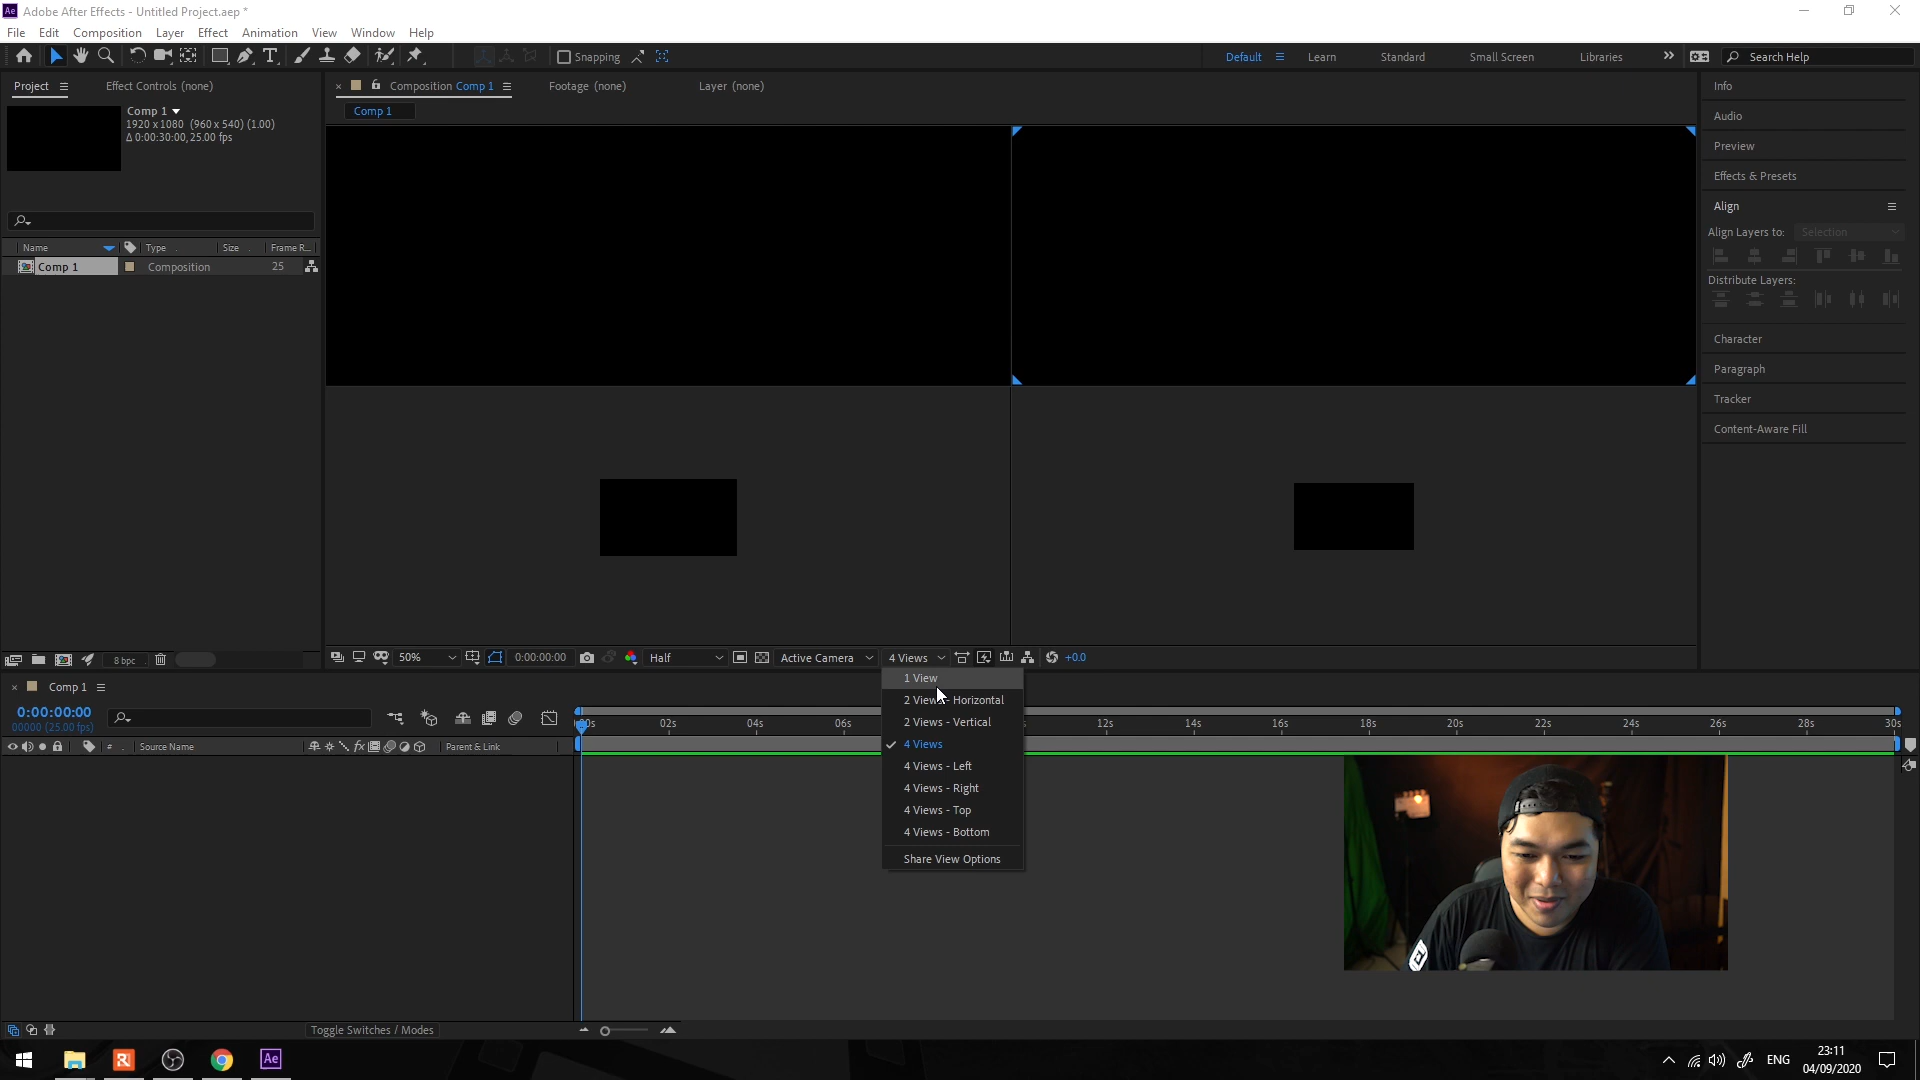 Adobe After Effects - Untitled Project.aep *
File Edit Composition Layer Effect Animation View Window Help
Snapping
Default Learn Standard Small Screen Libraries Search Help
Project Effect Controls (none)
Composition Comp 1 Footage (none) Layer (none)
Comp 1
Comp 1
1920 x 1080 (960 x 540) (1.00)
Δ 0:00:30:00, 25.00 fps
Name Type Size Frame R...
Comp 1 Composition 25
Info
Audio
Preview
Effects & Presets
Align
Align Layers to: Selection
Distribute Layers:
Character
Paragraph
Tracker
Content-Aware Fill
8 bpc
50% 0:00:00:00 Half Active Camera 4 Views +0.0
1 View
2 Views - Horizontal
2 Views - Vertical
4 Views
4 Views - Left
4 Views - Right
4 Views - Top
4 Views - Bottom
Share View Options
Comp 1
0:00:00:00
00000 (25.00 fps)
02s 04s 06s 12s 14s 16s 18s 20s 22s 24s 26s 28s 30s
# Source Name fx Parent & Link
Toggle Switches / Modes
Ae
ENG
23:11
04/09/2020